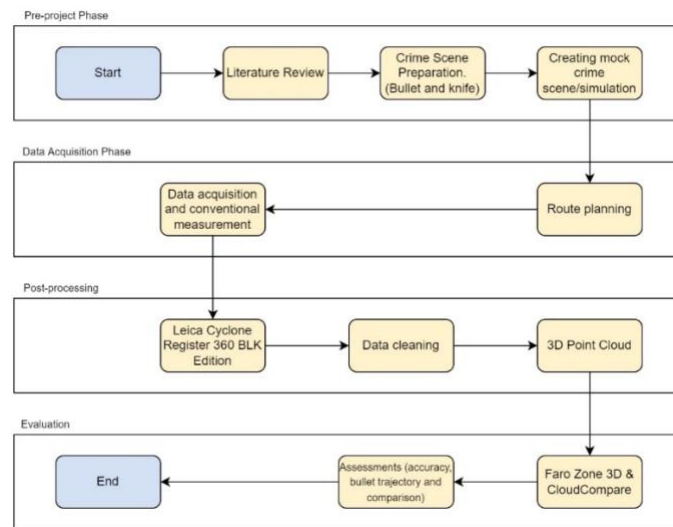 Pre-project Phase
Start
Literature Review
Crime Scene
Preparation.
(Bullet and knife)
Creating mock
crime
scene/simulation
Data Acquisition Phase
Data acquisition
and conventional
measurement
Route planning
Post-processing
Leica Cyclone
Register 360 BLK
Edition
Data cleaning
3D Point Cloud
Evaluation
End
Assessments (accuracy,
bullet trajectory and
comparison)
Faro Zone 3D &
CloudCompare